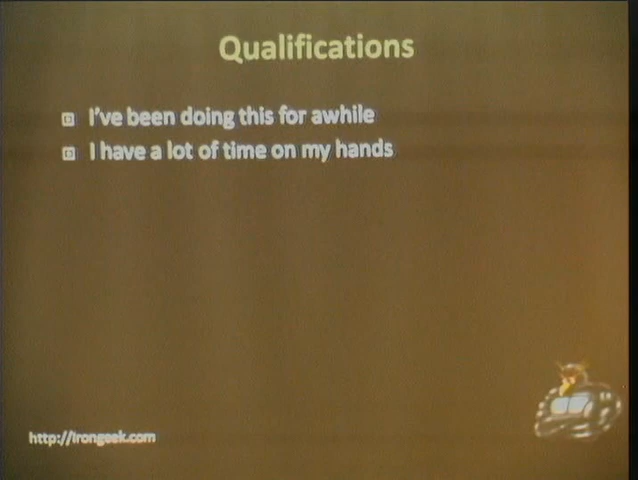 Qualifications
I've been doing this for awhile
I have a lot of time on my hands
http://Irongeek.com